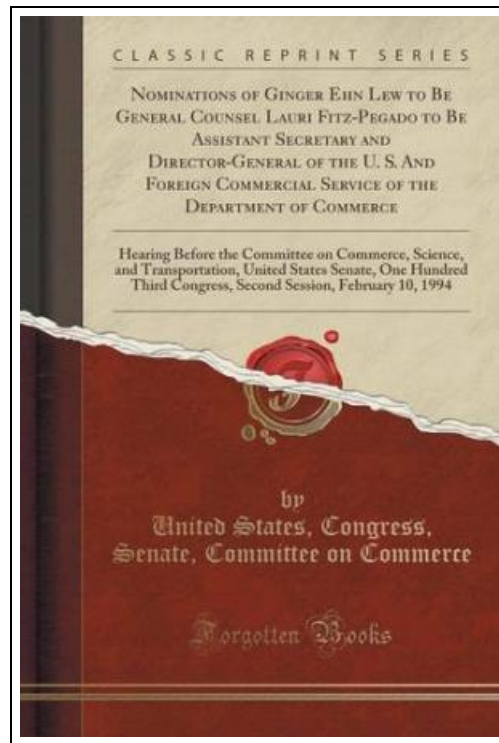 CLASSIC REPRINT SERIES
NOMINATIONS OF GINGER EHN LEW TO BE
GENERAL COUNSEL LAURI FITZ-PEGADO TO BE
ASSISTANT SECRETARY AND
DIRECTOR-GENERAL OF THE U. S. AND
FOREIGN COMMERCIAL SERVICE OF THE
DEPARTMENT OF COMMERCE
Hearing Before the Committee on Commerce, Science,
and Transportation, United States Senate, One Hundred
Third Congress, Second Session, February 10, 1994
by
United States, Congress,
Senate, Committee on Commerce
Forgotten Books